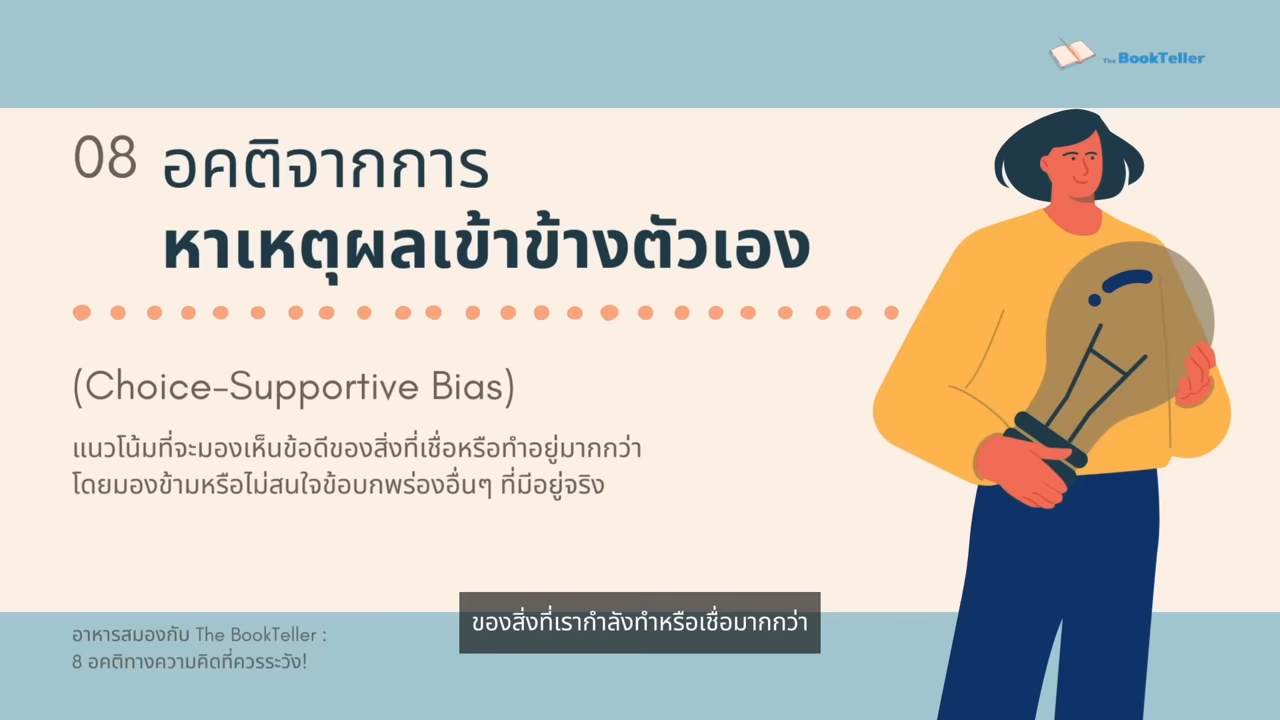 The BookTeller
08 อคติจากการ
หาเหตุผลเข้าข้างตัวเอง
(Choice-Supportive Bias)
แนวโน้มที่จะมองเห็นข้อดีของสิ่งที่เชื่อหรือทำอยู่มากกว่า
โดยมองข้ามหรือไม่สนใจข้อบกพร่องอื่นๆ ที่มีอยู่จริง
ของสิ่งที่เรากำลังทำหรือเชื่อมากกว่า
อาหารสมองกับ The BookTeller :
8 อคติทางความคิดที่ควรระวัง!